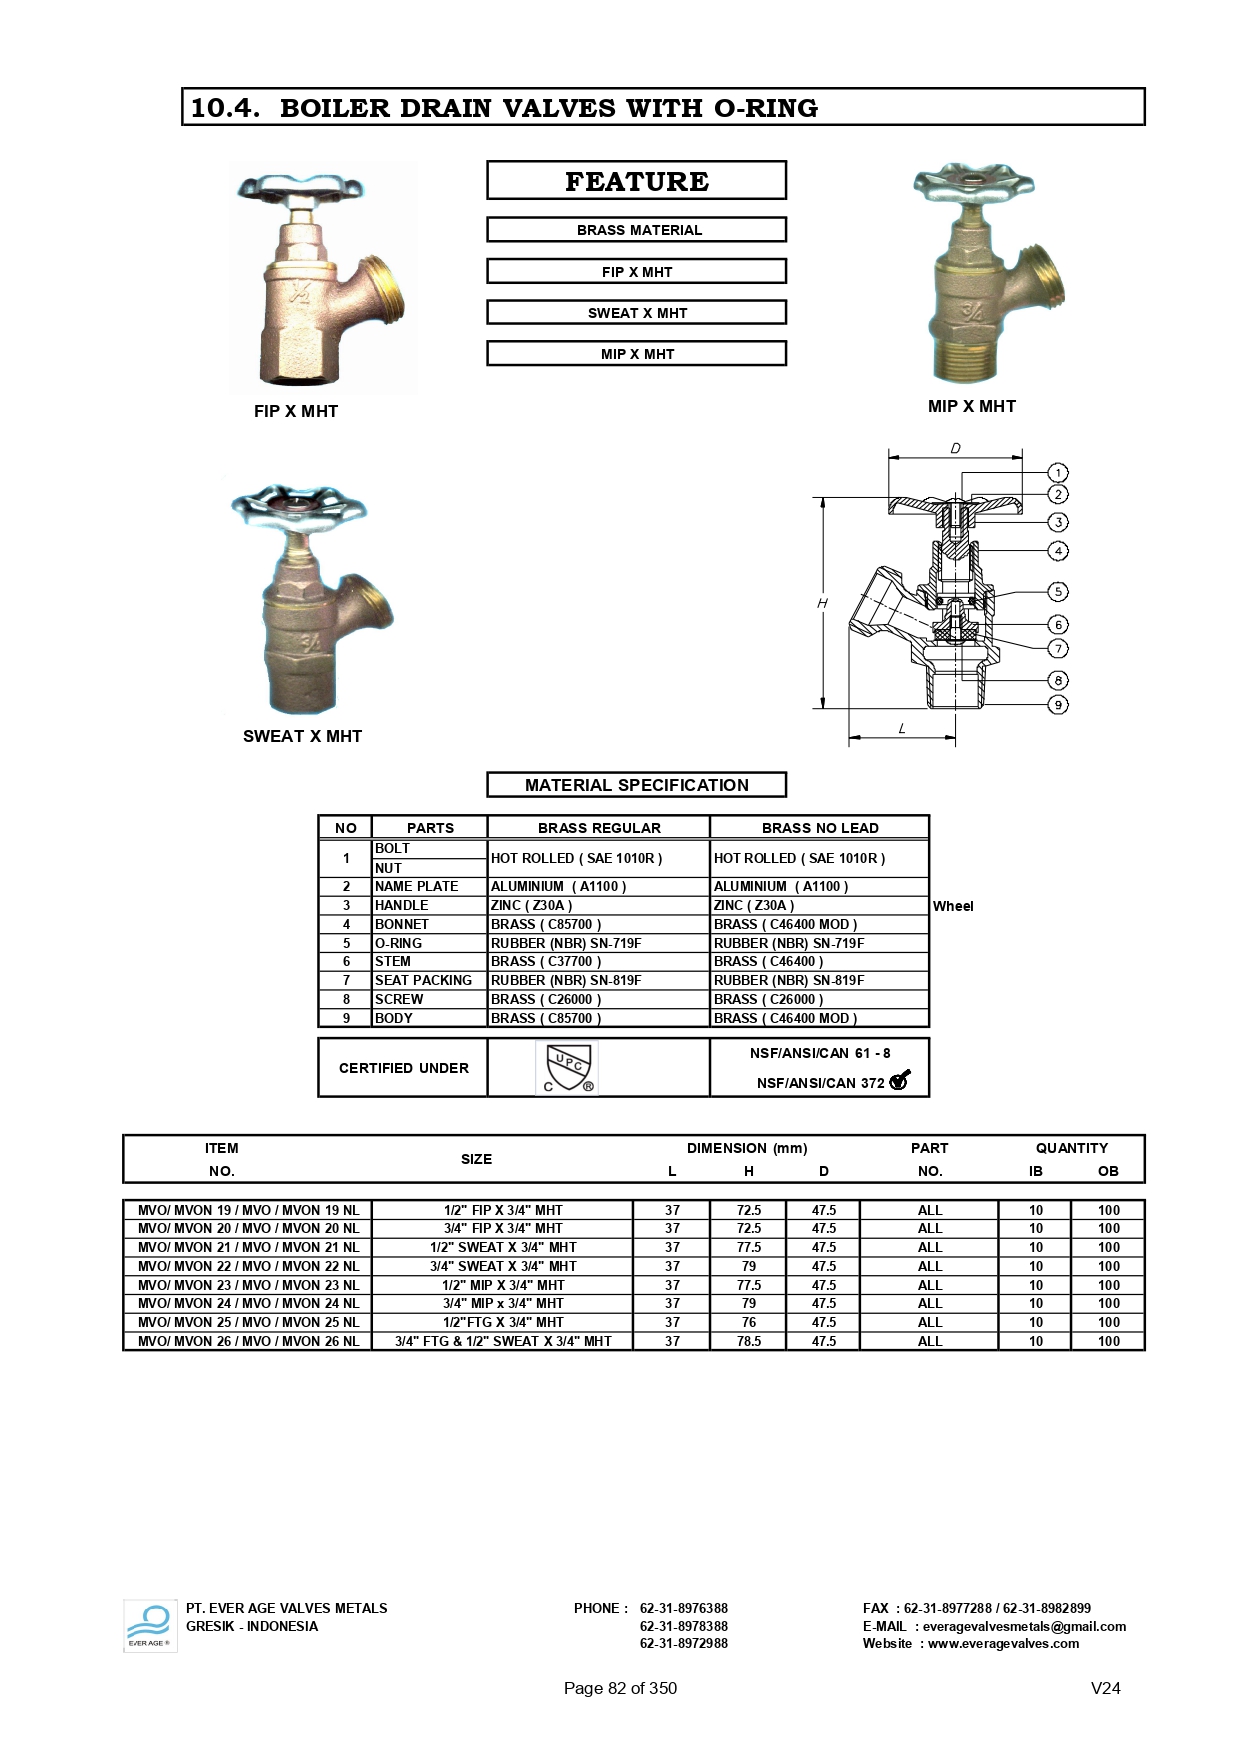 10.4. BOILER DRAIN VALVES WITH O-RING
FEATURE
BRASS MATERIAL
FIP X MHT
SWEAT X MHT
MIP X MHT
1/2
3/4
FIP X MHT
MIP X MHT
3/4
SWEAT X MHT
D
1
2
3
4
5
H
6
7
8
9
L
MATERIAL SPECIFICATION
NO PARTS BRASS REGULAR BRASS NO LEAD
1 BOLT HOT ROLLED ( SAE 1010R ) HOT ROLLED ( SAE 1010R )
NUT
2 NAME PLATE ALUMINIUM ( A1100 ) ALUMINIUM ( A1100 )
3 HANDLE ZINC ( Z30A ) ZINC ( Z30A ) Wheel
4 BONNET BRASS ( C85700 ) BRASS ( C46400 MOD )
5 O-RING RUBBER (NBR) SN-719F RUBBER (NBR) SN-719F
6 STEM BRASS ( C37700 ) BRASS ( C46400 )
7 SEAT PACKING RUBBER (NBR) SN-819F RUBBER (NBR) SN-819F
8 SCREW BRASS ( C26000 ) BRASS ( C26000 )
9 BODY BRASS ( C85700 ) BRASS ( C46400 MOD )
CERTIFIED UNDER UPC C ® NSF/ANSI/CAN 61 - 8
NSF/ANSI/CAN 372
ITEM NO. SIZE DIMENSION (mm) PART NO. QUANTITY
L H D IB OB
MVO/ MVON 19 / MVO / MVON 19 NL 1/2" FIP X 3/4" MHT 37 72.5 47.5 ALL 10 100
MVO/ MVON 20 / MVO / MVON 20 NL 3/4" FIP X 3/4" MHT 37 72.5 47.5 ALL 10 100
MVO/ MVON 21 / MVO / MVON 21 NL 1/2" SWEAT X 3/4" MHT 37 77.5 47.5 ALL 10 100
MVO/ MVON 22 / MVO / MVON 22 NL 3/4" SWEAT X 3/4" MHT 37 79 47.5 ALL 10 100
MVO/ MVON 23 / MVO / MVON 23 NL 1/2" MIP X 3/4" MHT 37 77.5 47.5 ALL 10 100
MVO/ MVON 24 / MVO / MVON 24 NL 3/4" MIP x 3/4" MHT 37 79 47.5 ALL 10 100
MVO/ MVON 25 / MVO / MVON 25 NL 1/2"FTG X 3/4" MHT 37 76 47.5 ALL 10 100
MVO/ MVON 26 / MVO / MVON 26 NL 3/4" FTG & 1/2" SWEAT X 3/4" MHT 37 78.5 47.5 ALL 10 100
EVER AGE ®
PT. EVER AGE VALVES METALS PHONE : 62-31-8976388 FAX : 62-31-8977288 / 62-31-8982899
GRESIK - INDONESIA 62-31-8978388 E-MAIL : everagevalvesmetals@gmail.com
62-31-8972988 Website : www.everagevalves.com
Page 82 of 350 V24